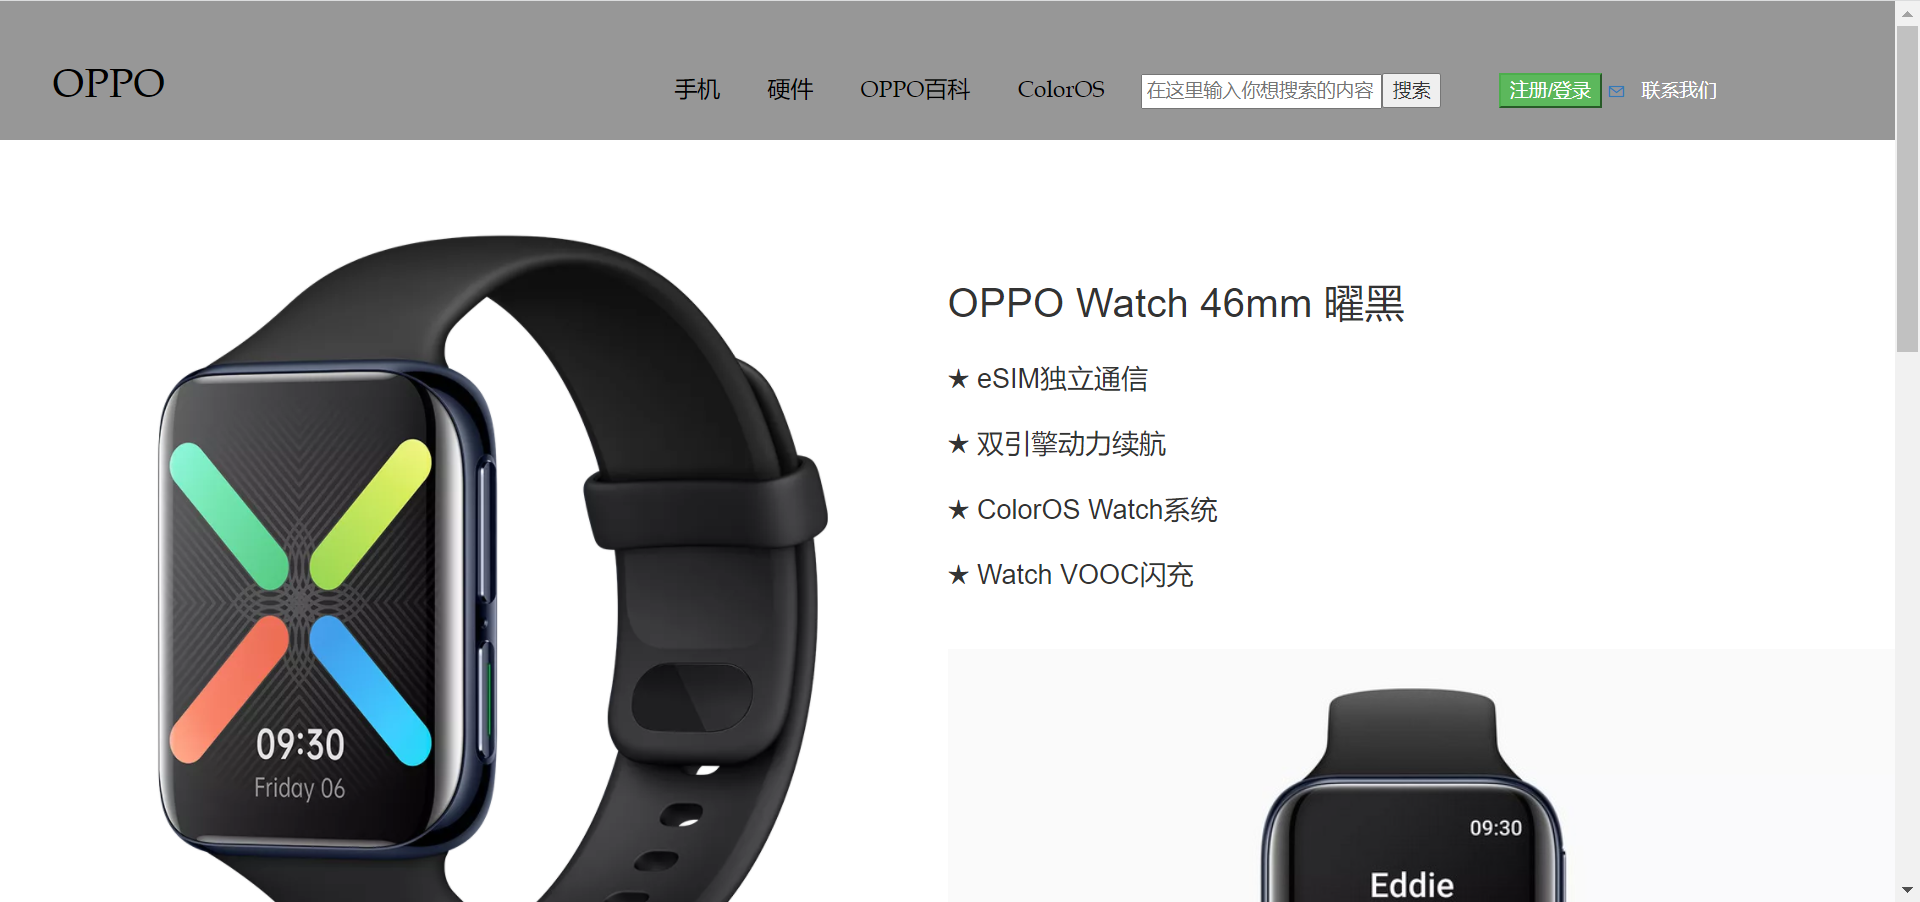 OPPO
手机 硬件 OPPO百科 ColorOS 在这里输入你想搜索的内容 搜索 注册/登录 联系我们
OPPO Watch 46mm 曜黑
★ eSIM独立通信
★ 双引擎动力续航
★ ColorOS Watch系统
★ Watch VOOC闪充
09:30
Friday 06
09:30
Eddie